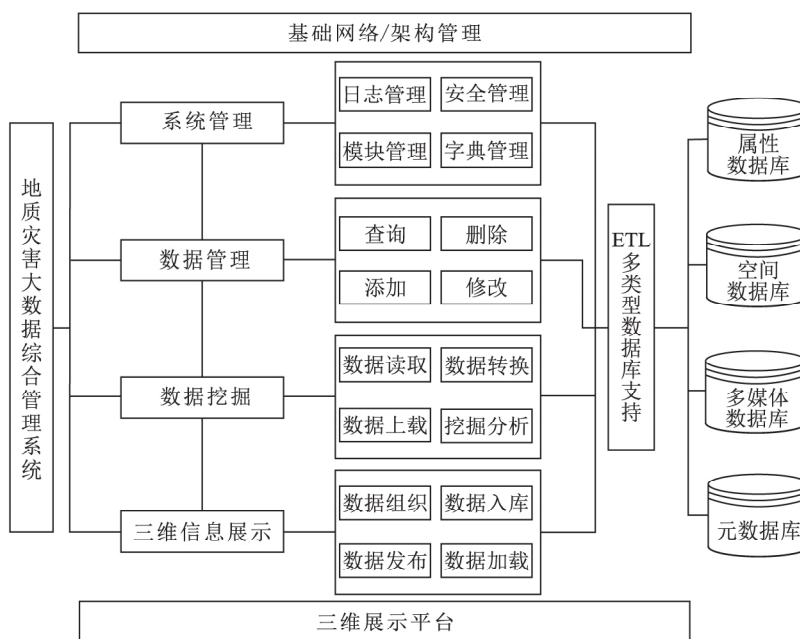 基础网络/架构管理
地质灾害大数据综合管理系统
系统管理
日志管理
安全管理
模块管理
字典管理
数据管理
查询
删除
添加
修改
数据挖掘
数据读取
数据转换
数据上载
挖掘分析
三维信息展示
数据组织
数据入库
数据发布
数据加载
ETL多类型数据库支持
属性
数据库
空间
数据库
多媒体
数据库
元数据库
三维展示平台